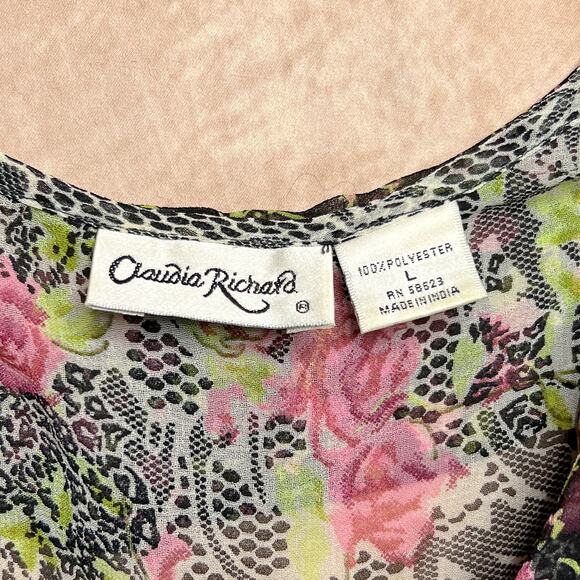 Claudia Richard ®
100% POLYESTER
L
RN 58623
MADE IN INDIA